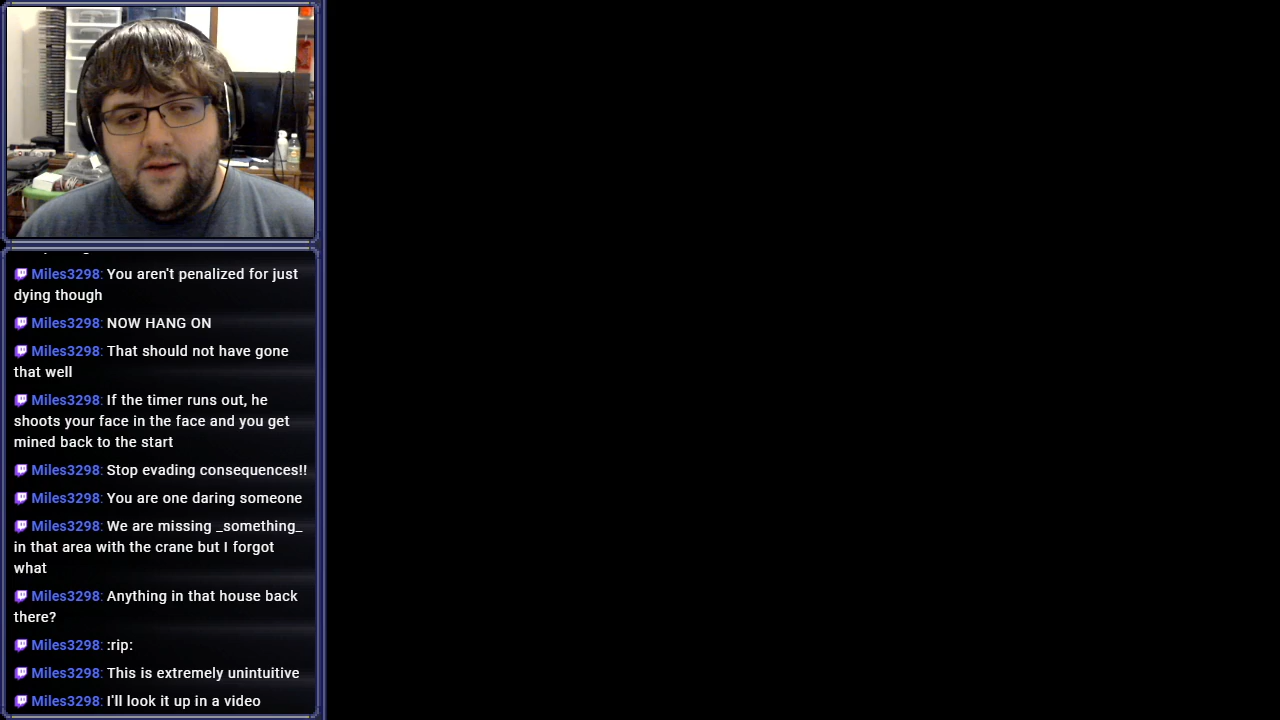 Miles3298: You aren't penalized for just
dying though
Miles3298: NOW HANG ON
Miles3298: That should not have gone
that well
Miles3298: If the timer runs out, he
shoots your face in the face and you get
mined back to the start
Miles3298: Stop evading consequences!!
Miles3298: You are one daring someone
Miles3298: We are missing _something_
in that area with the crane but I forgot
what
Miles3298: Anything in that house back
there?
Miles3298: :rip:
Miles3298: This is extremely unintuitive
Miles3298: I'll look it up in a video